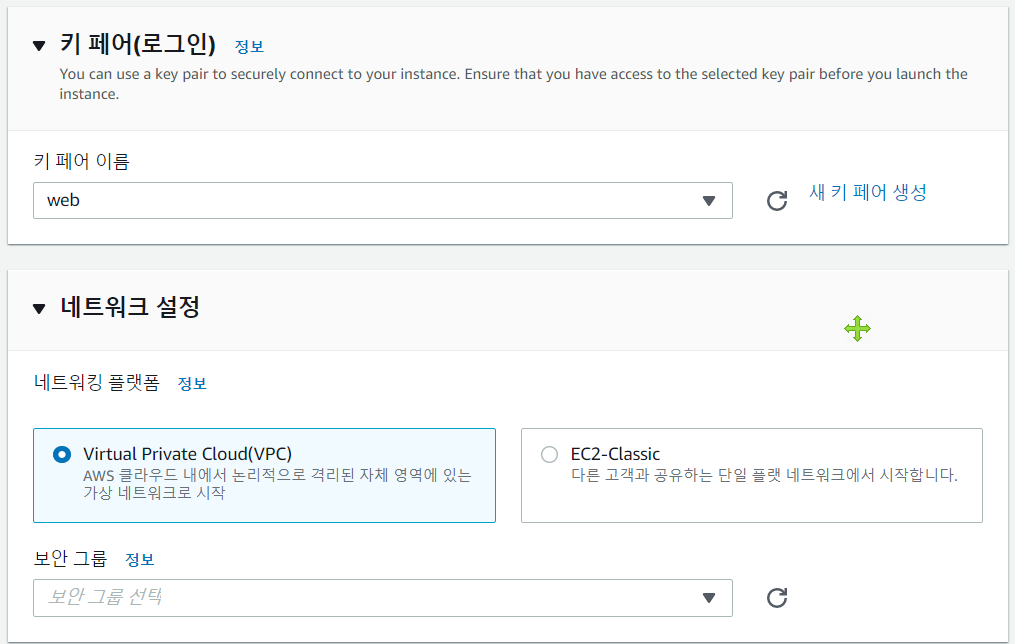 키 페어(로그인) 정보
You can use a key pair to securely connect to your instance. Ensure that you have access to the selected key pair before you launch the
instance.
키 페어 이름
web
새 키 페어 생성
네트워크 설정
네트워킹 플랫폼 정보
Virtual Private Cloud(VPC)
AWS 클라우드 내에서 논리적으로 격리된 자체 영역에 있는
가상 네트워크로 시작
EC2-Classic
다른 고객과 공유하는 단일 플랫 네트워크에서 시작합니다.
보안 그룹 정보
보안 그룹 선택